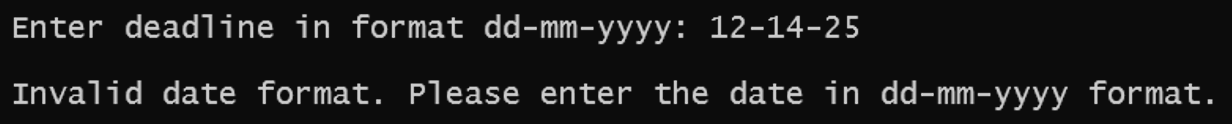 Enter deadline in format dd-mm-yyyy: 12-14-25
Invalid date format. Please enter the date in dd-mm-yyyy format.